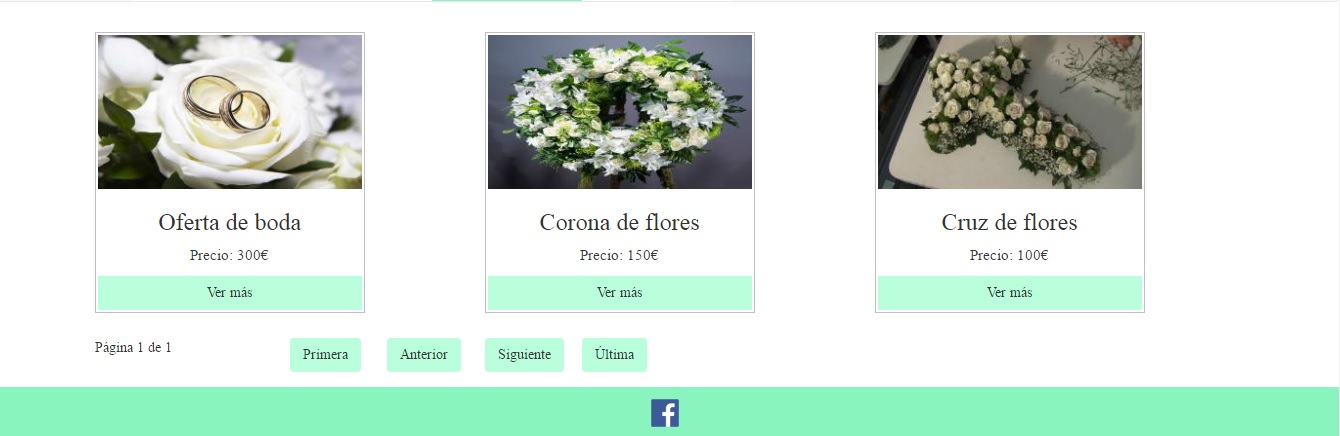 Oferta de boda
Precio: 300€
Ver más
Corona de flores
Precio: 150€
Ver más
Cruz de flores
Precio: 100€
Ver más
Página 1 de 1
Primera
Anterior
Siguiente
Última